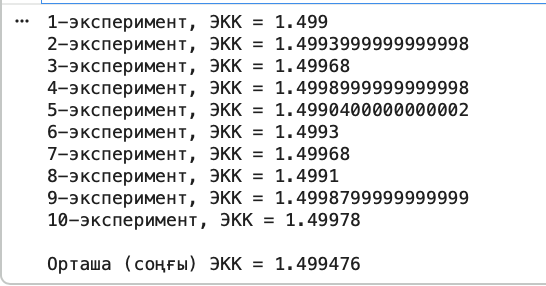 1-эксперимент, ЭКК = 1.499
2-эксперимент, ЭКК = 1.4993999999999998
3-эксперимент, ЭКК = 1.49968
4-эксперимент, ЭКК = 1.4998999999999998
5-эксперимент, ЭКК = 1.4990400000000002
6-эксперимент, ЭКК = 1.4993
7-эксперимент, ЭКК = 1.49968
8-эксперимент, ЭКК = 1.4991
9-эксперимент, ЭКК = 1.4998799999999999
10-эксперимент, ЭКК = 1.49978
Орташа (соңғы) ЭКК = 1.499476